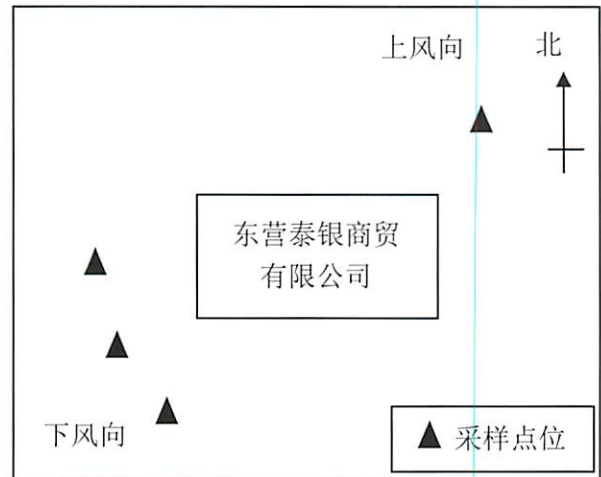 上风向
北
东营泰银商贸
有限公司
下风向
采样点位